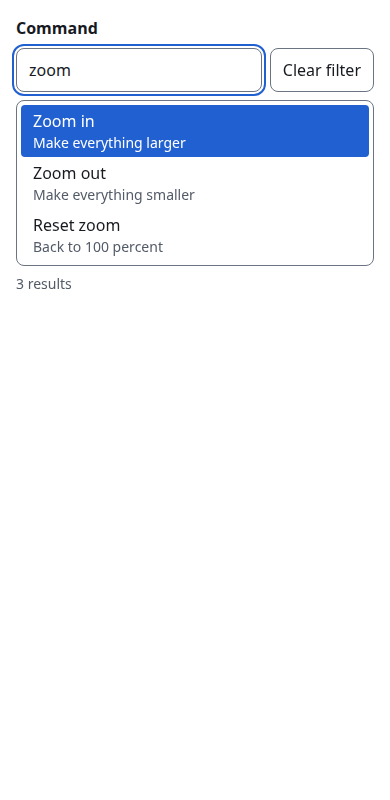 Command
zoom
Clear filter
Zoom in
Make everything larger
Zoom out
Make everything smaller
Reset zoom
Back to 100 percent
3 results